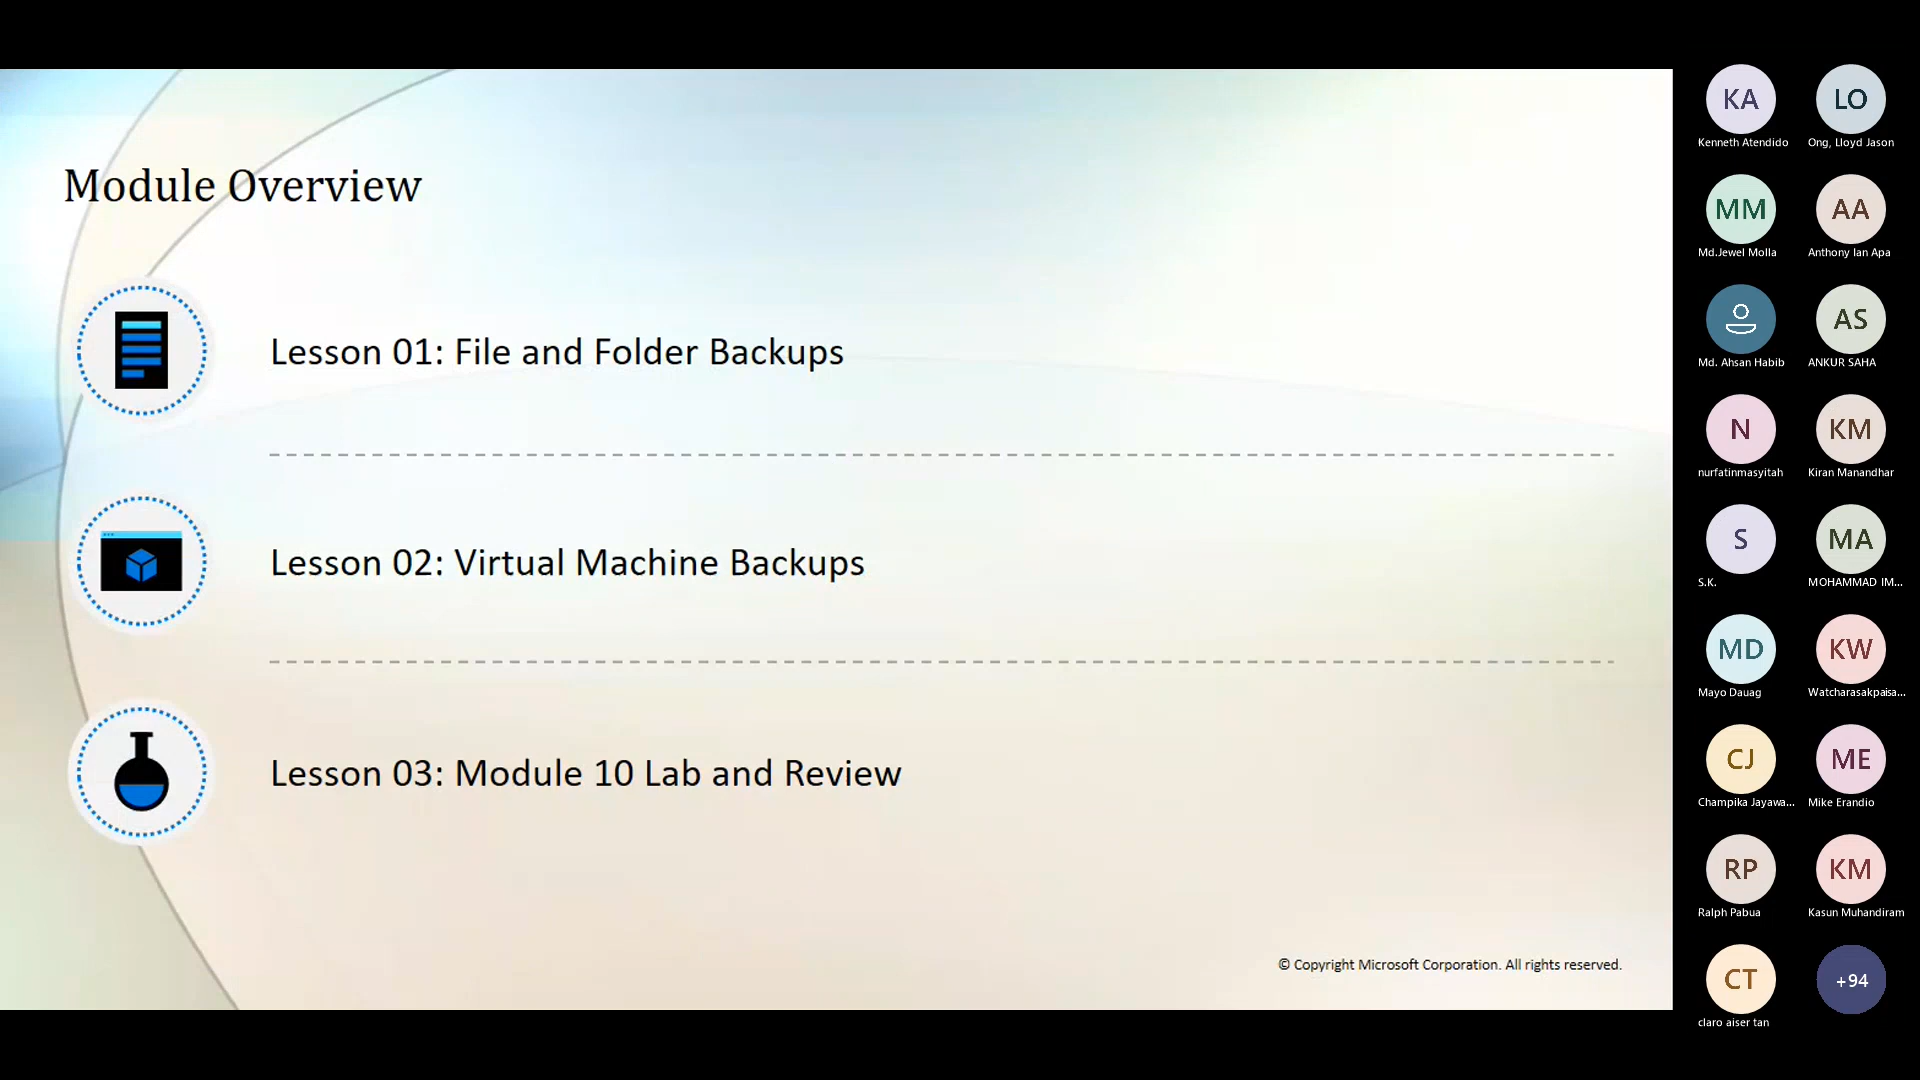 Module Overview
Lesson 01: File and Folder Backups
Lesson 02: Virtual Machine Backups
Lesson 03: Module 10 Lab and Review
© Copyright Microsoft Corporation. All rights reserved.
KA
LO
Kenneth Atendido
Ong, Lloyd Jason
MM
AA
Md.Jewel Molla
Anthony Ian Apa
AS
Md. Ahsan Habib
ANKUR SAHA
N
KM
nurfatinmasyitah
Kiran Manandhar
S
MA
S.K.
MOHAMMAD IM...
MD
KW
Mayo Dauag
Watcharasakpaisa...
CJ
ME
Champika Jayawa...
Mike Erandio
RP
KM
Ralph Pabua
Kasun Muhandiram
CT
+94
claro aiser tan